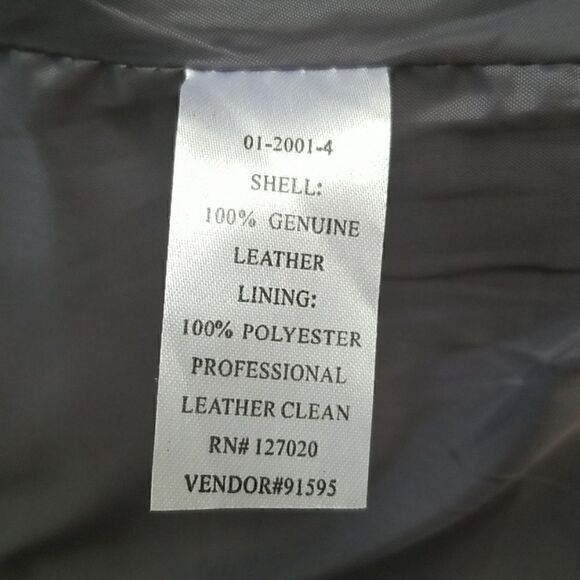 01-2001-4
SHELL:
100% GENUINE
LEATHER
LINING:
100% POLYESTER
PROFESSIONAL
LEATHER CLEAN
RN# 127020
VENDOR#91595